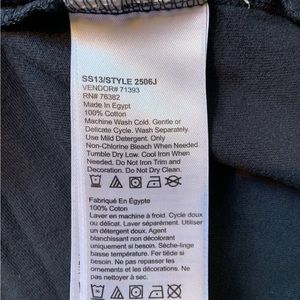 SS13/STYLE 2506J
VENDOR# 71393
RN# 76382
Made In Egypt
100% Cotton
Machine Wash Cold. Gentle or
Delicate Cycle. Wash Separately.
Use Mild Detergent. Only
Non-Chlorine Bleach When Needed.
Tumble Dry Low. Cool Iron When
Needed. Do Not Iron Trim and
Decoration. Do Not Dry Clean.
Fabriqué En Égypte
100% Cotton
Laver en machine à froid. Cycle doux
ou délicat. Laver séparément. Utiliser
un détergent doux. Agent
blanchissant non décolorant
uniquement si nécessaire. Sèche-linge
basse température. Fer tiède si
nécessaire. Ne pas repasser les
ornements et les décorations. Ne pas
nettoyer à sec.